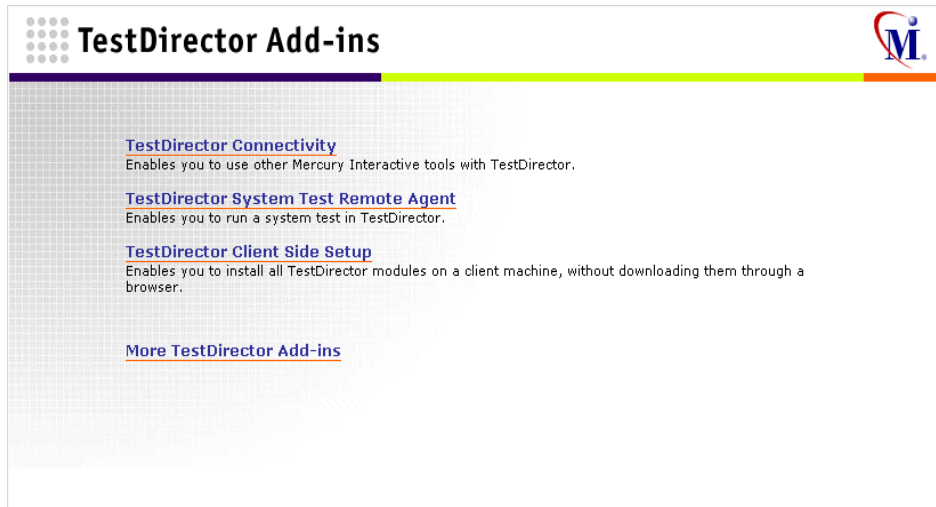 TestDirector Add-ins
M
TestDirector Connectivity
Enables you to use other Mercury Interactive tools with TestDirector.
TestDirector System Test Remote Agent
Enables you to run a system test in TestDirector.
TestDirector Client Side Setup
Enables you to install all TestDirector modules on a client machine, without downloading them through a
browser.
More TestDirector Add-ins